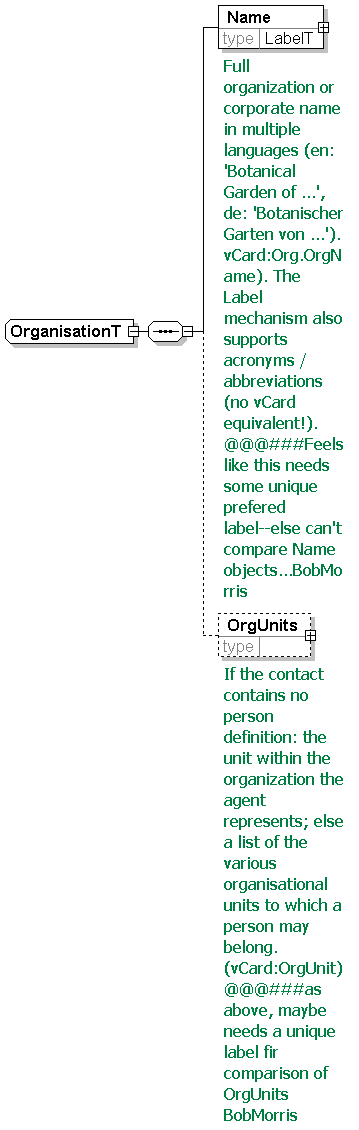 Name
type LabelT
Full
organization or
corporate name
in multiple
languages (en:
'Botanical
Garden of ...',
de: 'Botanischer
Garten von ...').
vCard:Org.OrgN
ame). The
Label
mechanism also
supports
acronyms /
abbreviations
(no vCard
equivalent!).
@@@###Feels
like this needs
some unique
prefered
label--else can't
compare Name
objects...BobMo
rris
OrganisationT
OrgUnits
type
If the contact
contains no
person
definition: the
unit within the
organization the
agent
represents; else
a list of the
various
organisational
units to which a
person may
belong.
(vCard:OrgUnit)
@@@###as
above, maybe
needs a unique
label fir
comparison of
OrgUnits
BobMorris